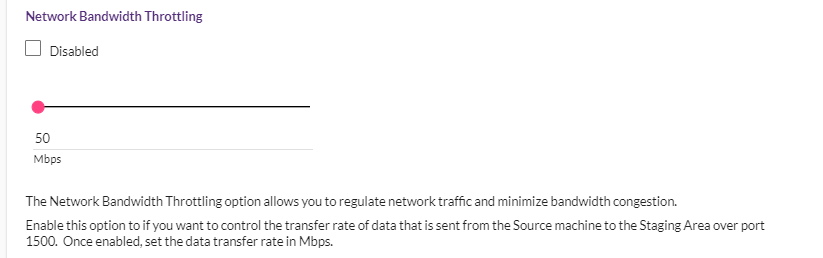 Network Bandwidth Throttling
Disabled
50
Mbps
The Network Bandwidth Throttling option allows you to regulate network traffic and minimize bandwidth congestion.
Enable this option to if you want to control the transfer rate of data that is sent from the Source machine to the Staging Area over port
1500. Once enabled, set the data transfer rate in Mbps.